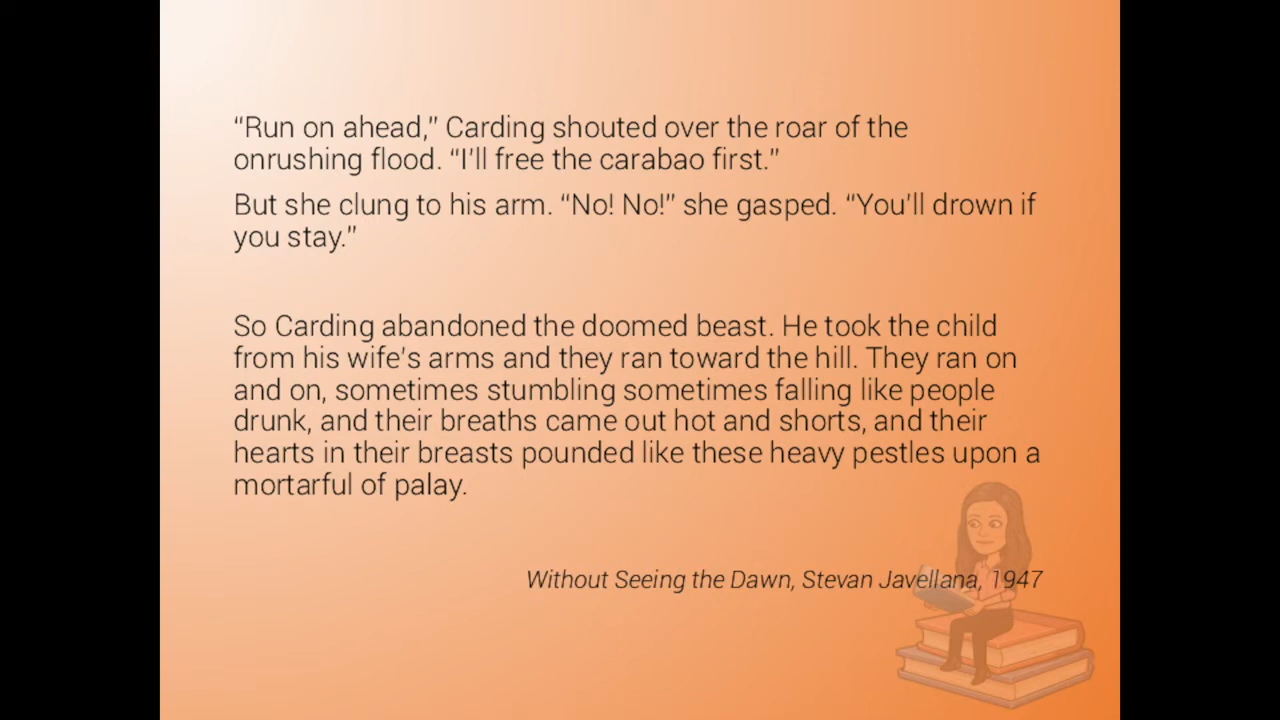 “Run on ahead,” Carding shouted over the roar of the
onrushing flood. “I’ll free the carabao first.”
But she clung to his arm. “No! No!” she gasped. “You’ll drown if
you stay.”
So Carding abandoned the doomed beast. He took the child
from his wife’s arms and they ran toward the hill. They ran on
and on, sometimes stumbling sometimes falling like people
drunk, and their breaths came out hot and shorts, and their
hearts in their breasts pounded like these heavy pestles upon a
mortarful of palay.
Without Seeing the Dawn, Stevan Javellana, 1947